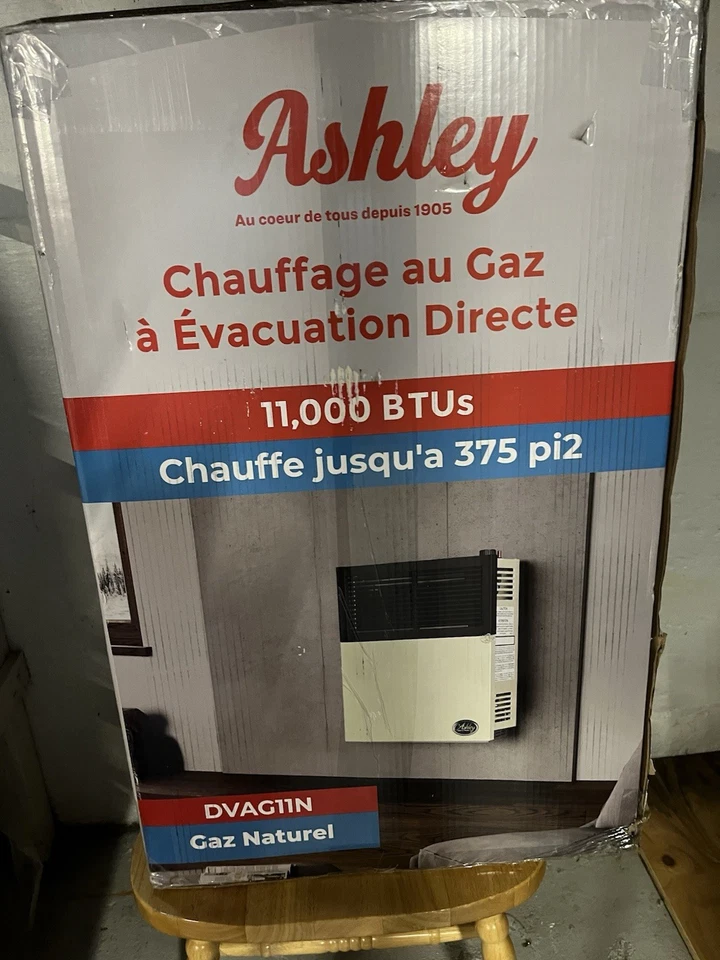 Ashley
Au coeur de tous depuis 1905
Chauffage au Gaz
à Évacuation Directe
11,000 BTUs
Chauffe jusqu'a 375 pi2
Ashley
DVAG11N
Gaz Naturel